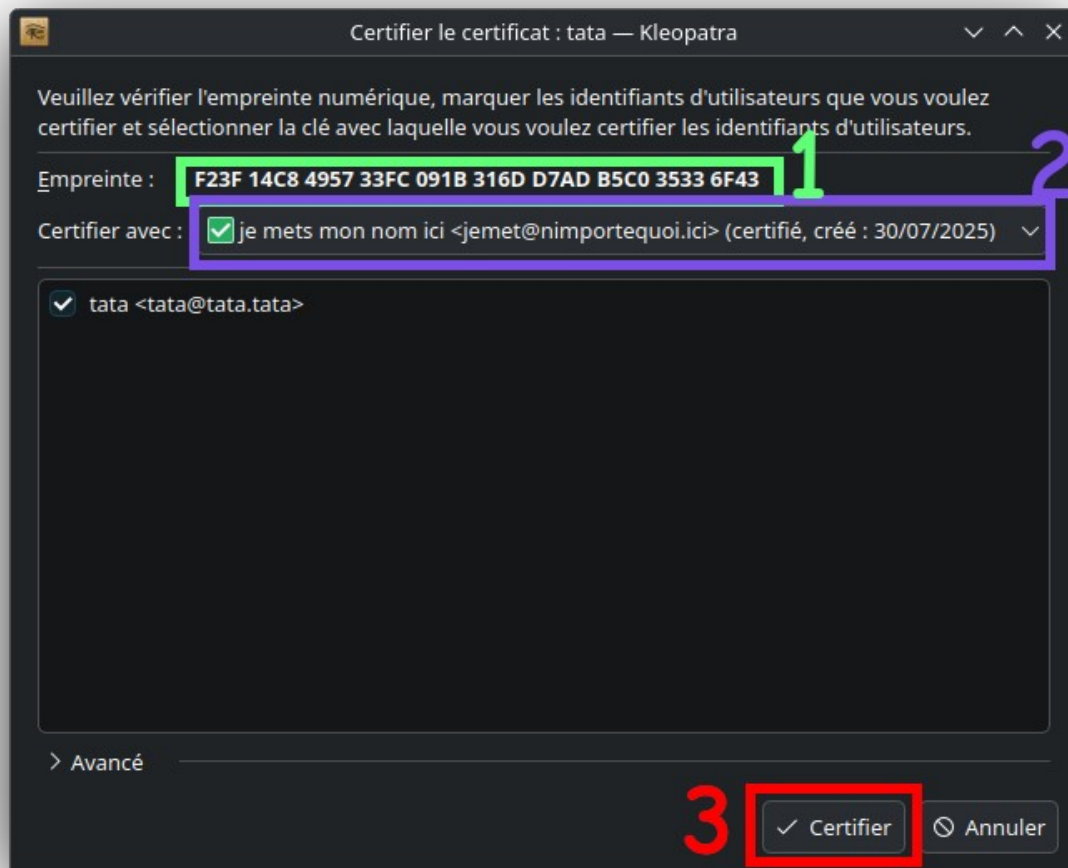 Certifier le certificat : tata — Kleopatra
Veuillez vérifier l'empreinte numérique, marquer les identifiants d'utilisateurs que vous voulez
certifier et sélectionner la clé avec laquelle vous voulez certifier les identifiants d'utilisateurs.
Empreinte : F23F 14C8 4957 33FC 091B 316D D7AD B5C0 3533 6F43 1
Certifier avec : je mets mon nom ici <jemet@nimportequoi.ici> (certifié, créé : 30/07/2025) 2
tata <tata@tata.tata>
Avancé
3 Certifier Annuler